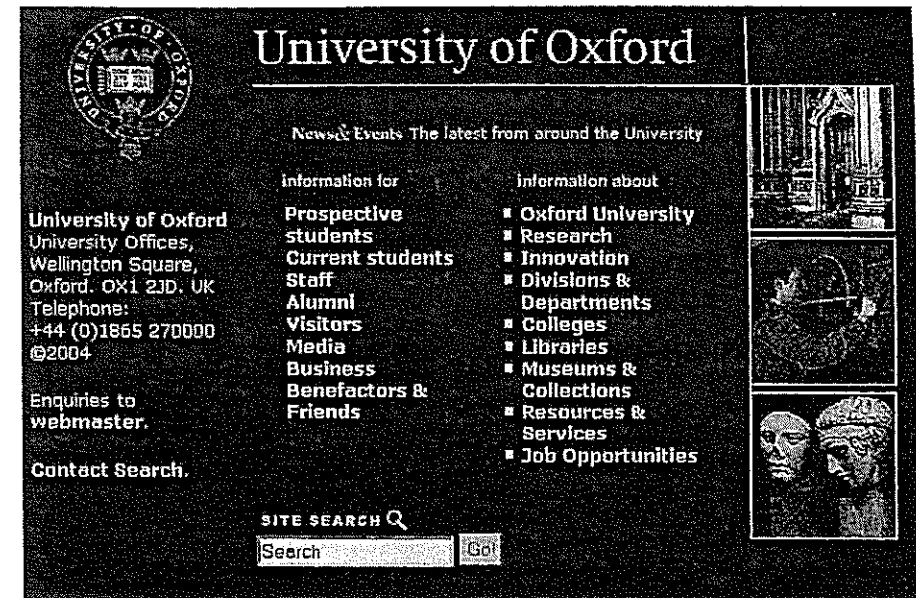 UNIVERSITY · OF · OXFORD
University of Oxford
News & Events The latest from around the University
University of Oxford
University Offices,
Wellington Square,
Oxford. OX1 2JD. UK
Telephone:
+44 (0)1865 270000
©2004
Enquiries to
webmaster.
Contact Search.
Information for
Prospective
students
Current students
Staff
Alumni
Visitors
Media
Business
Benefactors &
Friends
Information about
Oxford University
Research
Innovation
Divisions &
Departments
Colleges
Libraries
Museums &
Collections
Resources &
Services
Job Opportunities
SITE SEARCH
Search
Go!